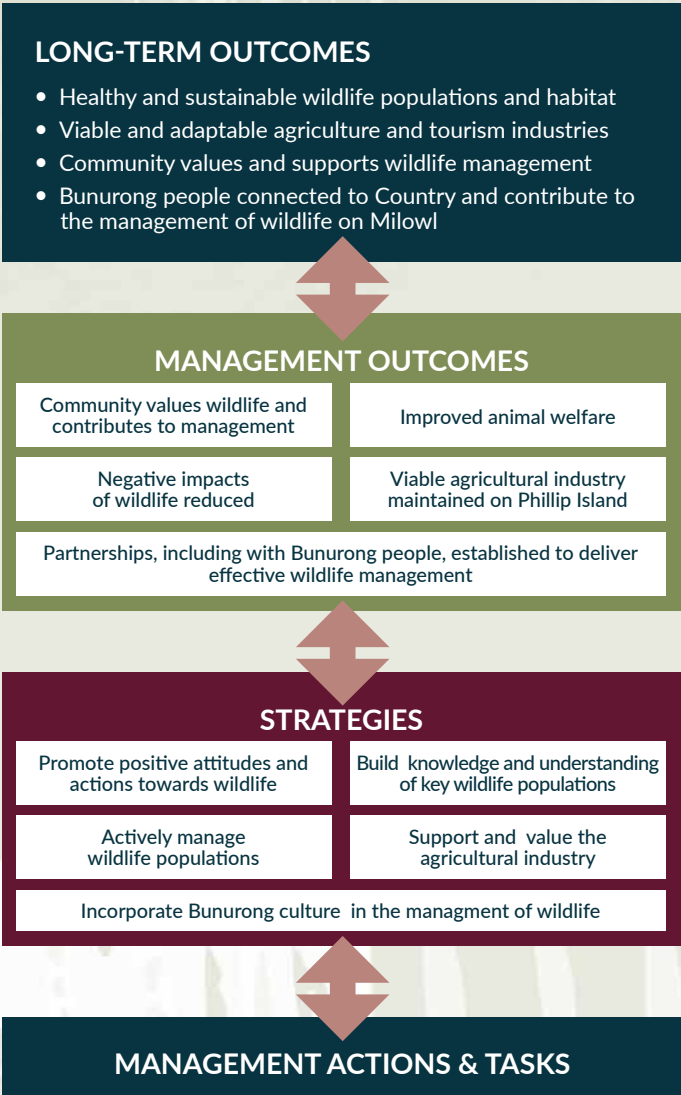 LONG-TERM OUTCOMES
• Healthy and sustainable wildlife populations and habitat
• Viable and adaptable agriculture and tourism industries
• Community values and supports wildlife management
• Bunurong people connected to Country and contribute to
the management of wildlife on Milowl
MANAGEMENT OUTCOMES
Community values wildlife and
contributes to management
Improved animal welfare
Negative impacts
of wildlife reduced
Viable agricultural industry
maintained on Phillip Island
Partnerships, including with Bunurong people, established to deliver
effective wildlife management
STRATEGIES
Promote positive attitudes and
actions towards wildlife
Build knowledge and understanding
of key wildlife populations
Actively manage
wildlife populations
Support and value the
agricultural industry
Incorporate Bunurong culture in the managment of wildlife
MANAGEMENT ACTIONS & TASKS